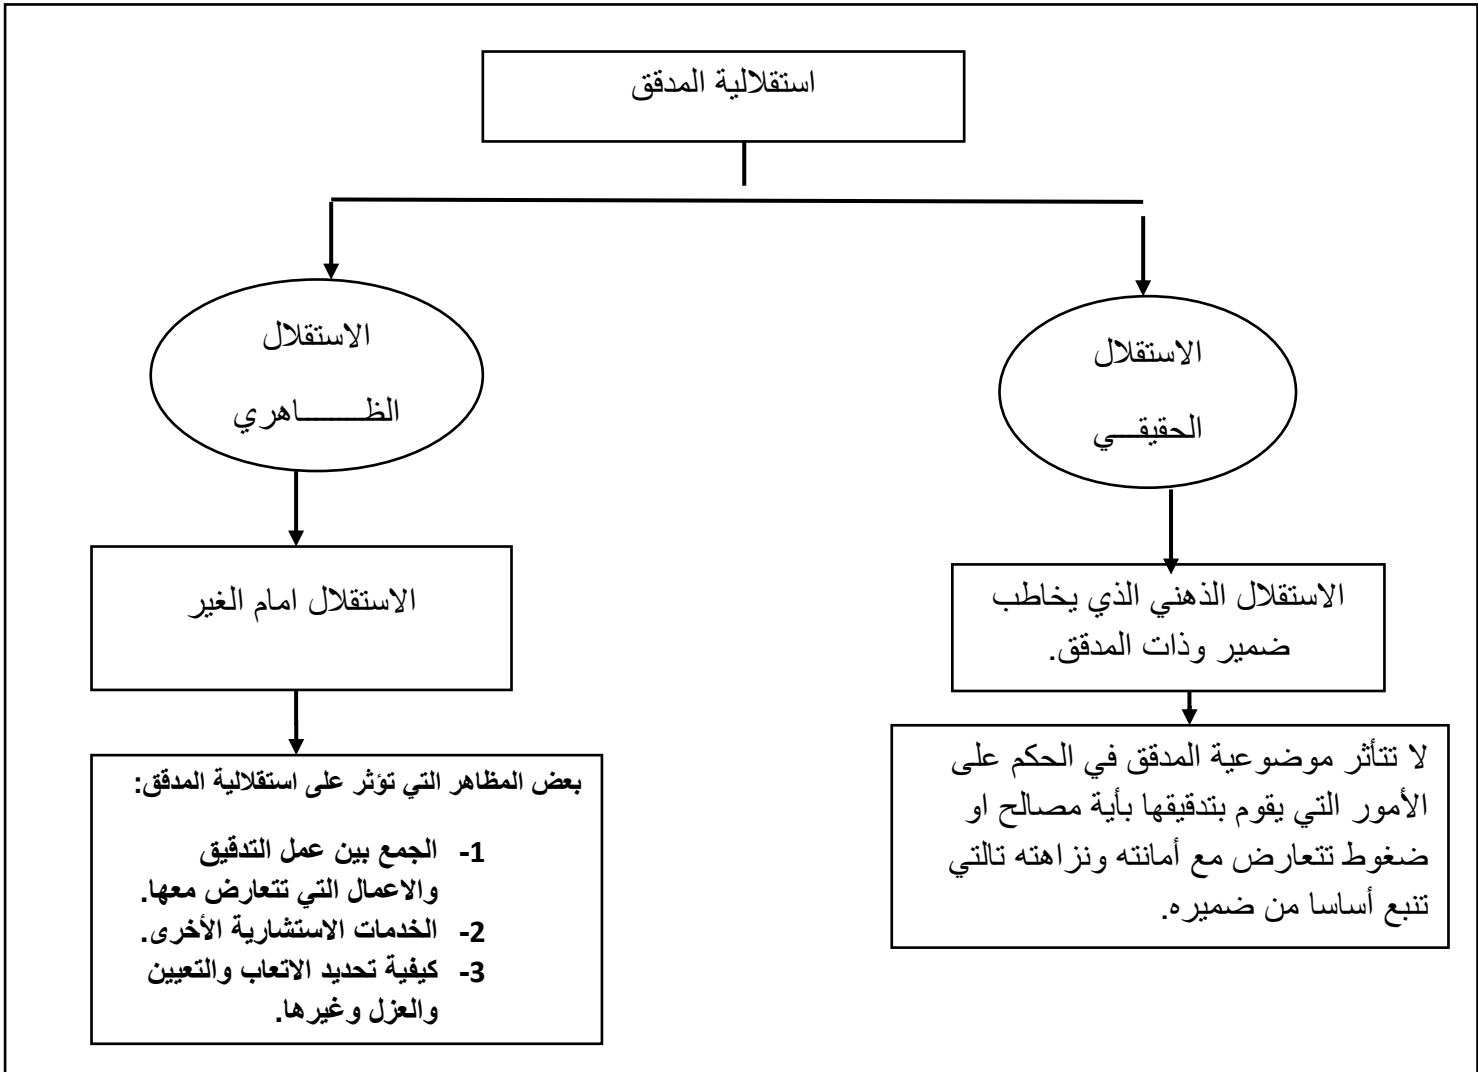 استقلالية المدقق
الاستقلال
الحقيقـــي
الاستقلال
الظـــــــاهري
الاستقلال الذهني الذي يخاطب
ضمير وذات المدقق.
الاستقلال امام الغير
لا تتأثر موضوعية المدقق في الحكم على
الأمور التي يقوم بتدقيقها بأية مصالح او
ضغوط تتعارض مع أمانته ونزاهته تالتي
تنبع أساسا من ضميره.
بعض المظاهر التي تؤثر على استقلالية المدقق:
1- الجمع بين عمل التدقيق
والاعمال التي تتعارض معها.
2- الخدمات الاستشارية الأخرى.
3- كيفية تحديد الاتعاب والتعيين
والعزل وغيرها.